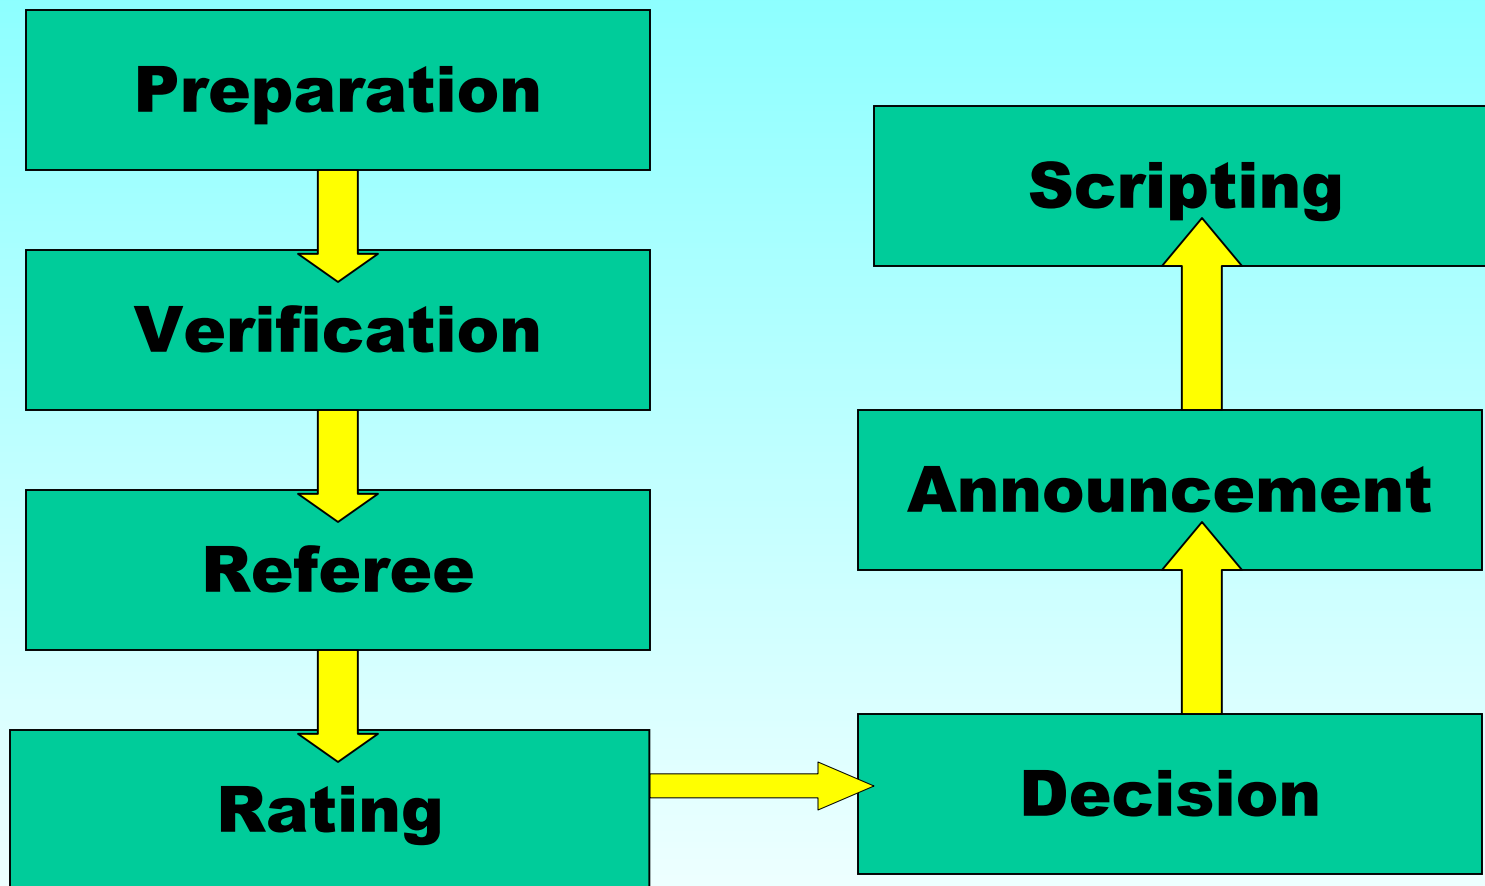 Preparation
Verification
Referee
Rating
Decision
Announcement
Scripting